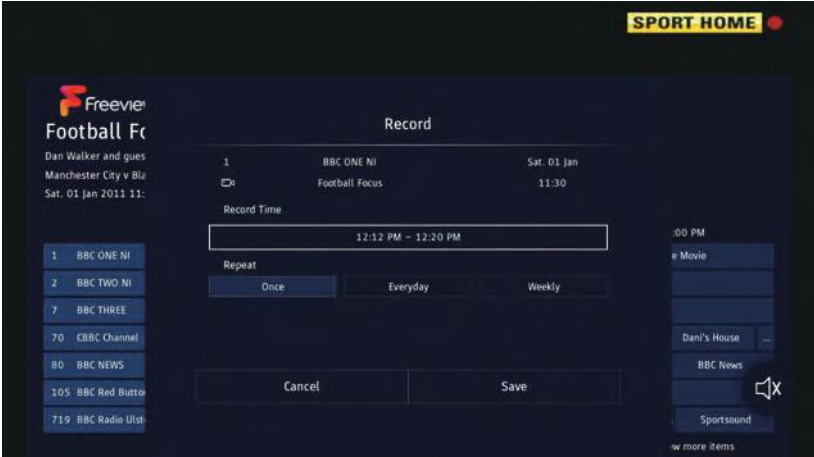 SPORT HOME
Freeview
Football Fo
Dan Walker and gues
Manchester City v Bla
Sat. 01 Jan 2011 11:
Record
1 BBC ONE NI Sat. 01 Jan
Football Focus 11:30
Record Time
12:12 PM – 12:20 PM
Repeat
Once Everyday Weekly
Cancel Save
:00 PM
1 BBC ONE NI e Movie
2 BBC TWO NI
7 BBC THREE
70 CBBC Channel Dani's House ...
80 BBC NEWS BBC News
105 BBC Red Butto
719 BBC Radio Ulst Sportsound
w more items